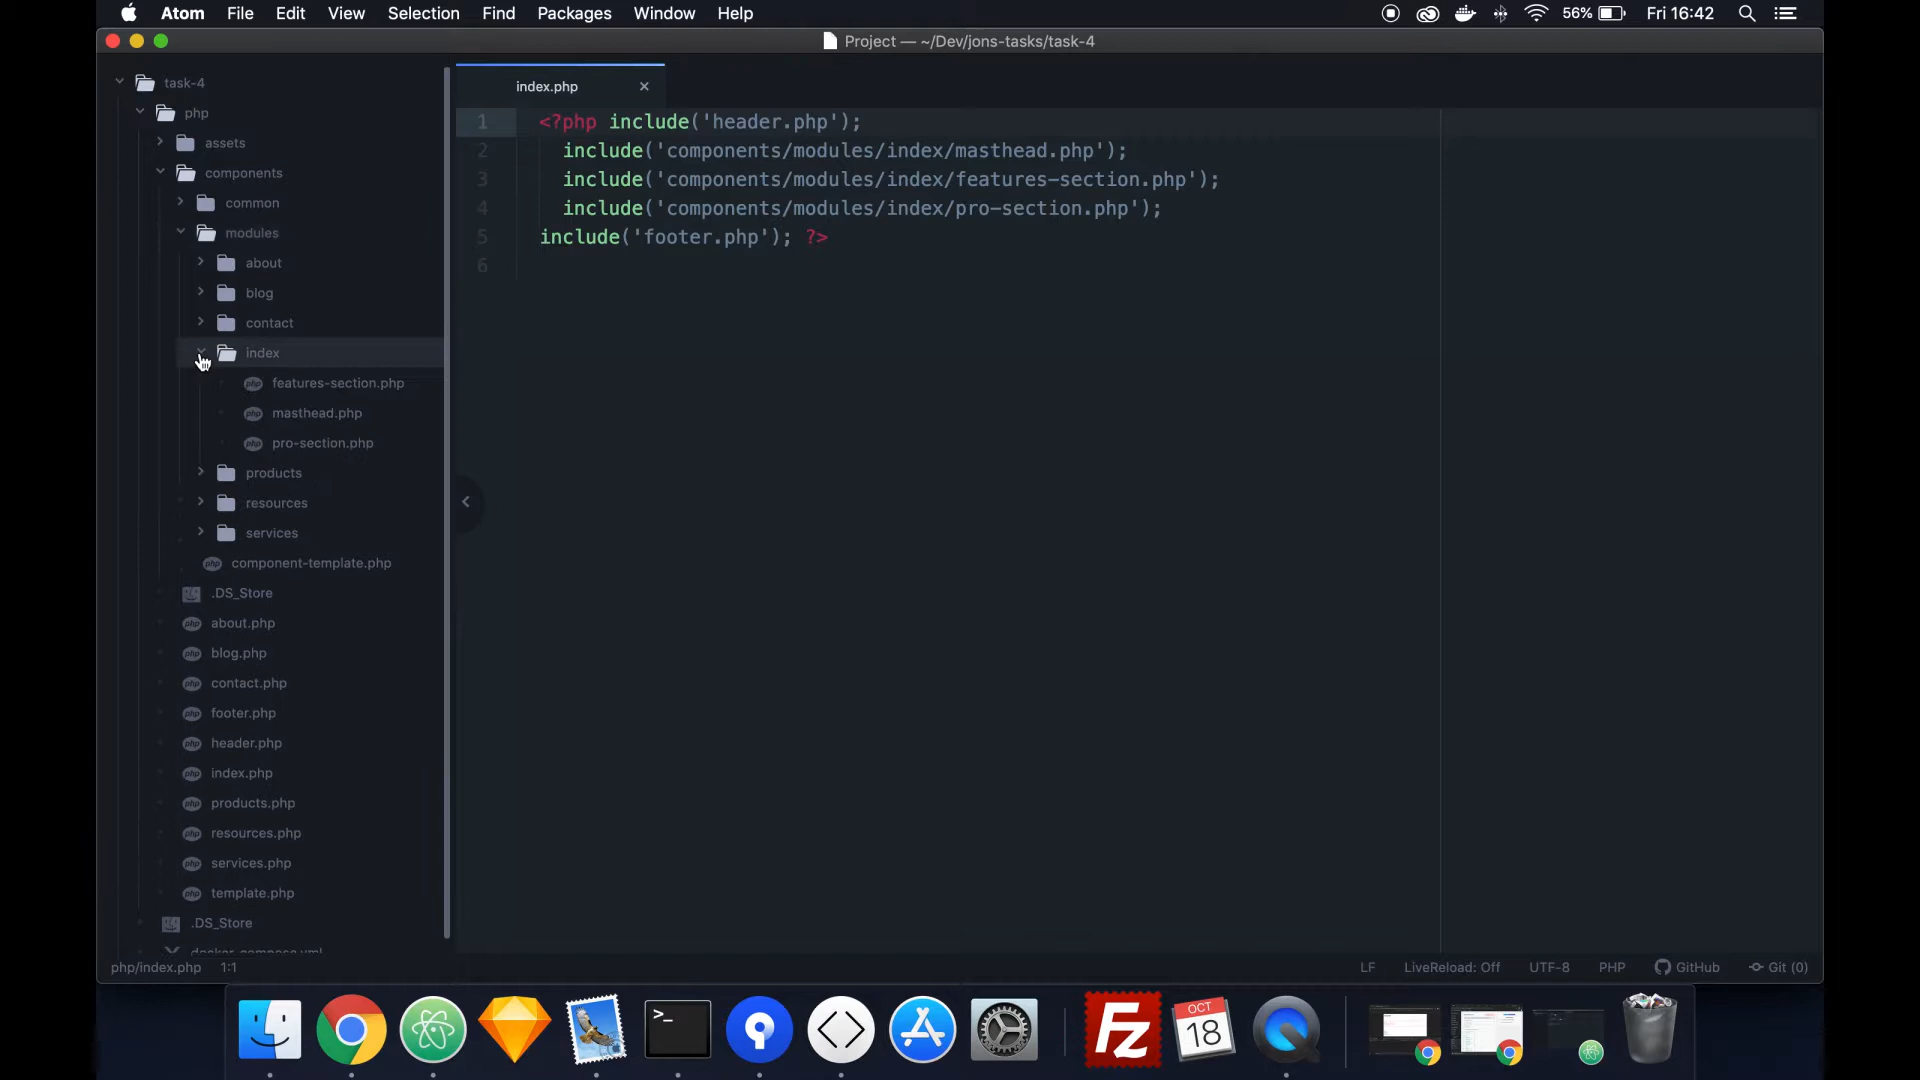 Atom File Edit View Selection Find Packages Window Help 56% Fri 16:42
Project — ~/Dev/jons-tasks/task-4
task-4
php
assets
components
common
modules
about
blog
contact
index
features-section.php
masthead.php
pro-section.php
products
resources
services
component-template.php
.DS_Store
about.php
blog.php
contact.php
footer.php
header.php
index.php
products.php
resources.php
services.php
template.php
.DS_Store
docker-compose.yml
index.php
1 <?php include('header.php');
2 include('components/modules/index/masthead.php');
3 include('components/modules/index/features-section.php');
4 include('components/modules/index/pro-section.php');
5 include('footer.php'); ?>
6
php/index.php 1:1 LF LiveReload: Off UTF-8 PHP GitHub Git (0)
>_
Fz
OCT
18